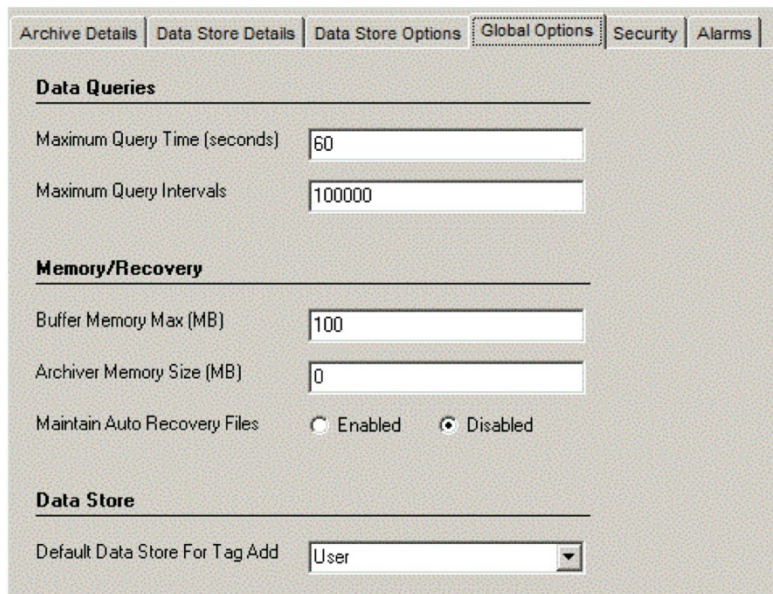 Archive Details Data Store Details Data Store Options Global Options Security Alarms
Data Queries
Maximum Query Time (seconds) 60
Maximum Query Intervals 100000
Memory/Recovery
Buffer Memory Max (MB) 100
Archiver Memory Size (MB) 0
Maintain Auto Recovery Files Enabled Disabled
Data Store
Default Data Store For Tag Add User